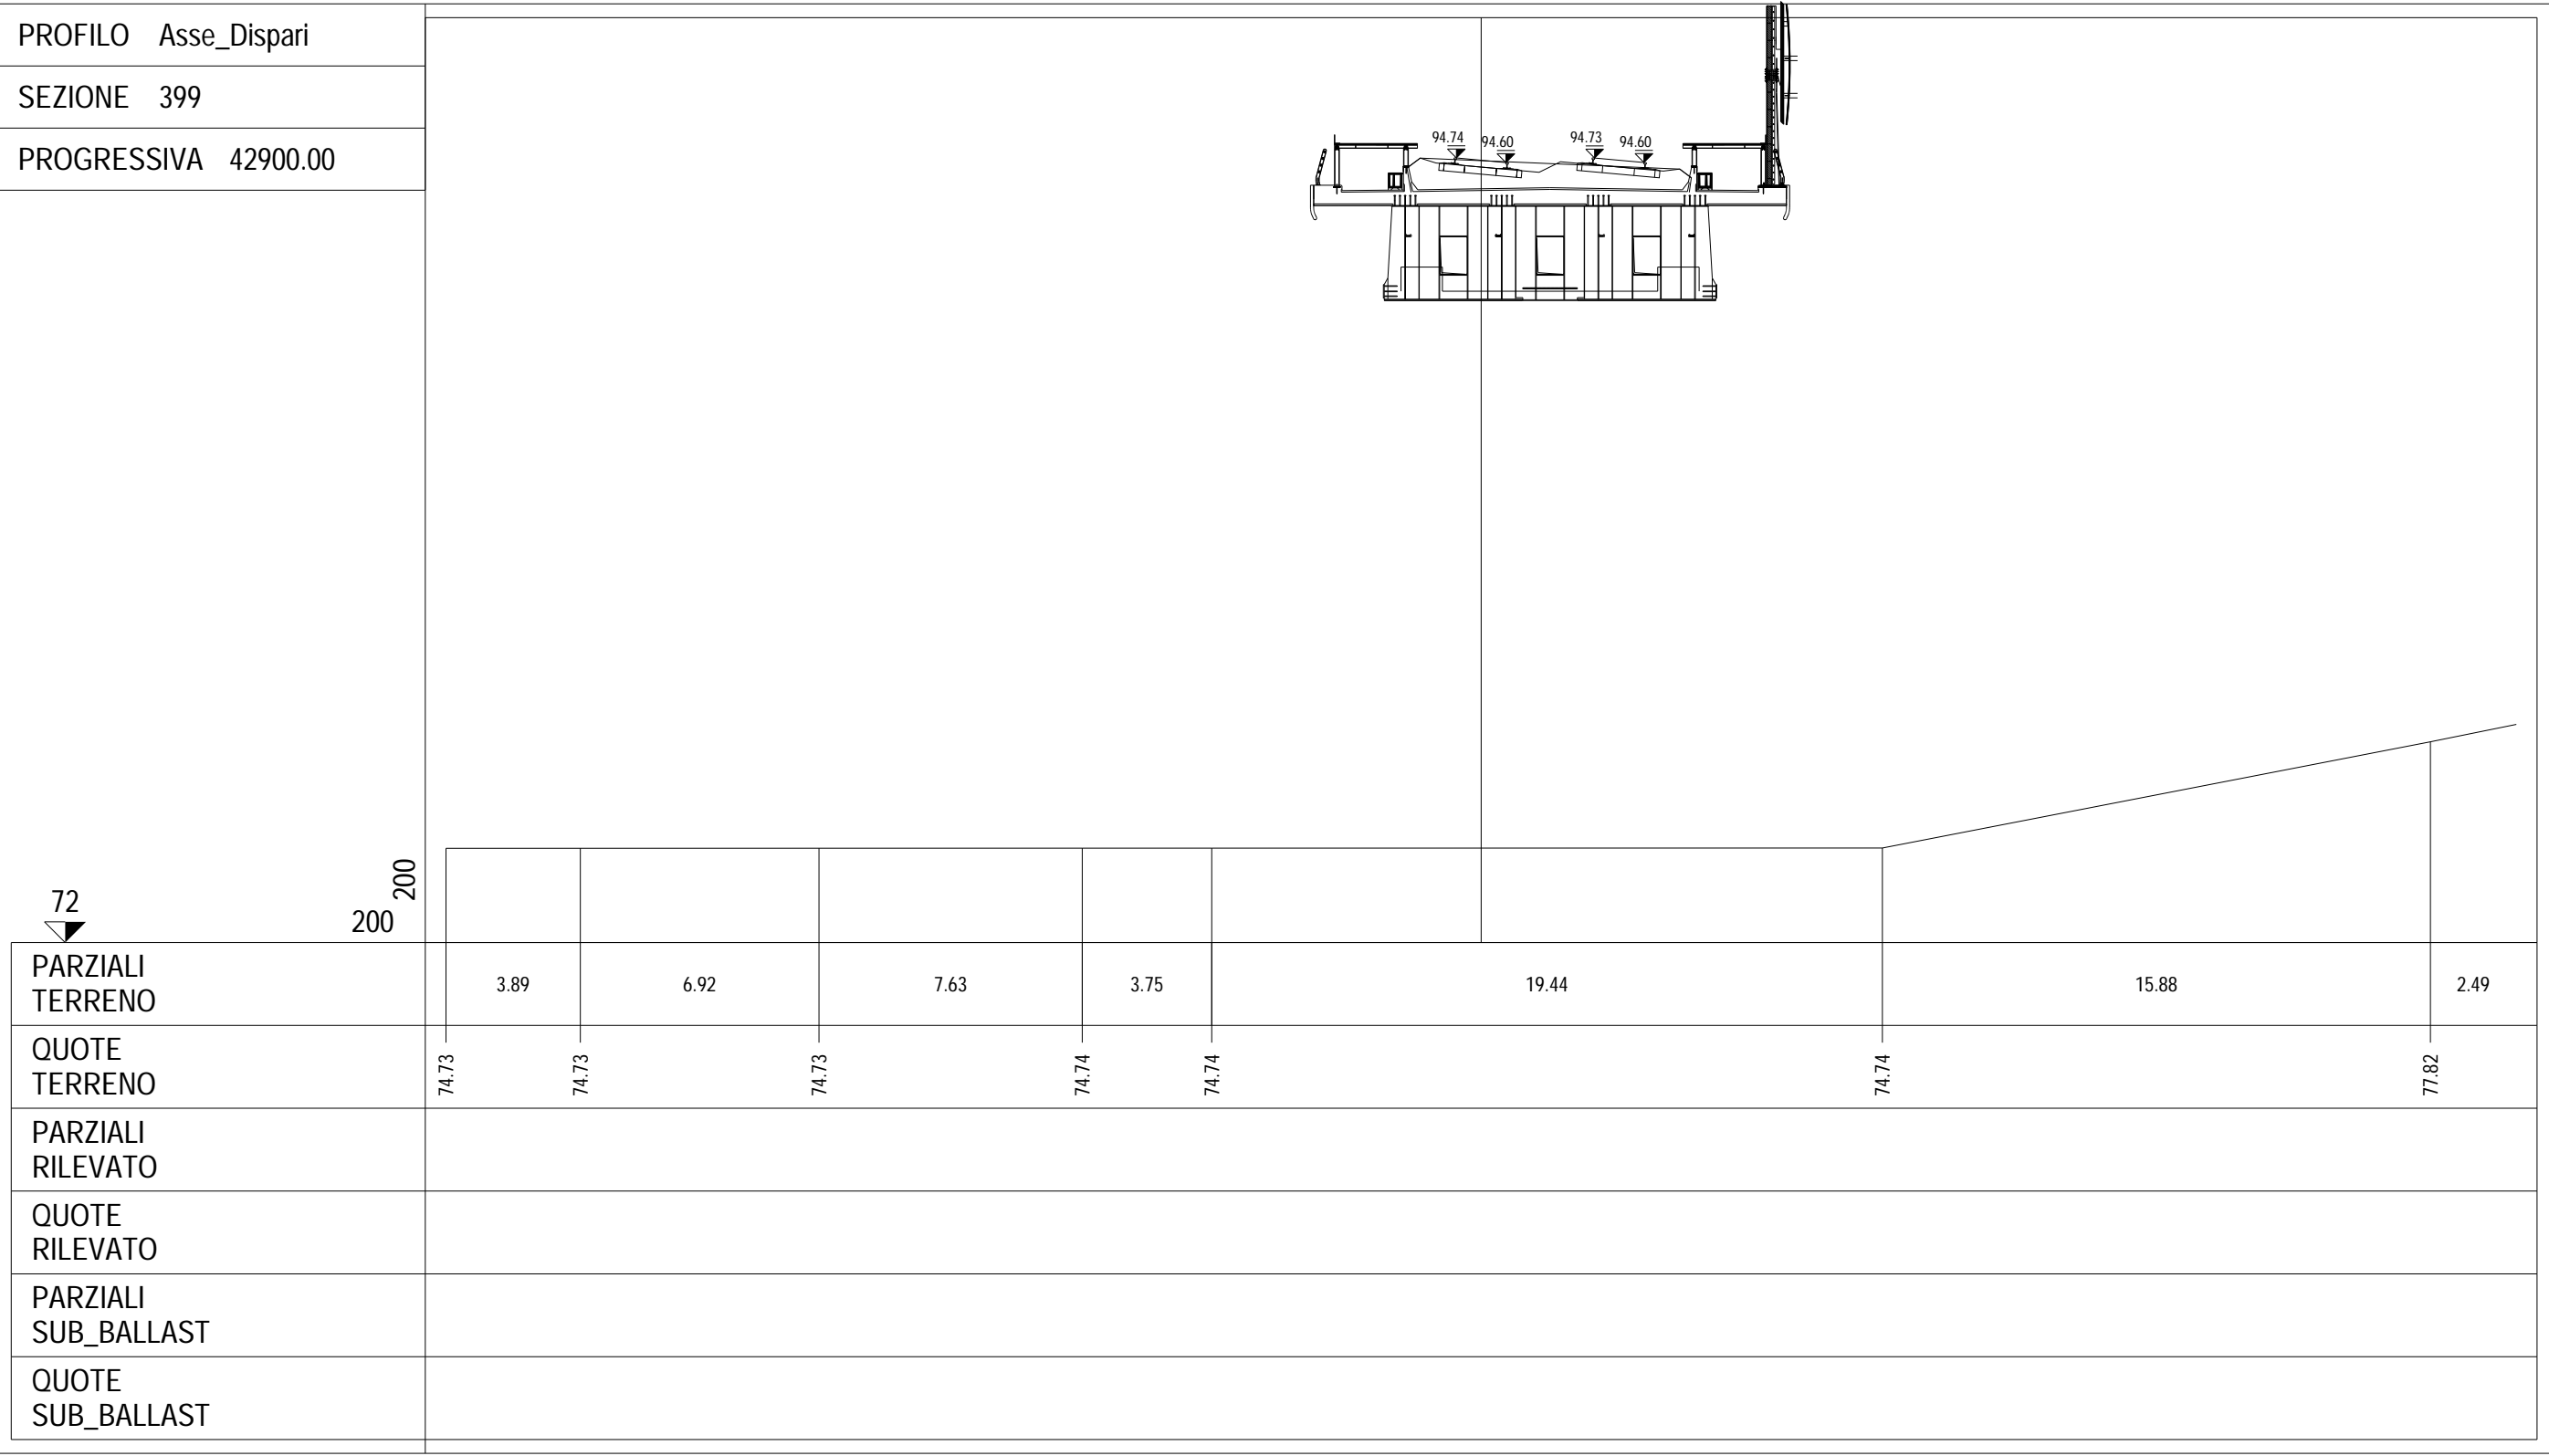 PROFILO Asse_Dispari
SEZIONE 399
PROGRESSIVA 42900.00
94.74 94.60 94.73 94.60
200
72
200
PARZIALI
TERRENO
3.89 6.92 7.63 3.75 19.44 15.88 2.49
QUOTE
TERRENO
74.73 74.73 74.73 74.74 74.74 74.74 77.82
PARZIALI
RILEVATO
QUOTE
RILEVATO
PARZIALI
SUB_BALLAST
QUOTE
SUB_BALLAST